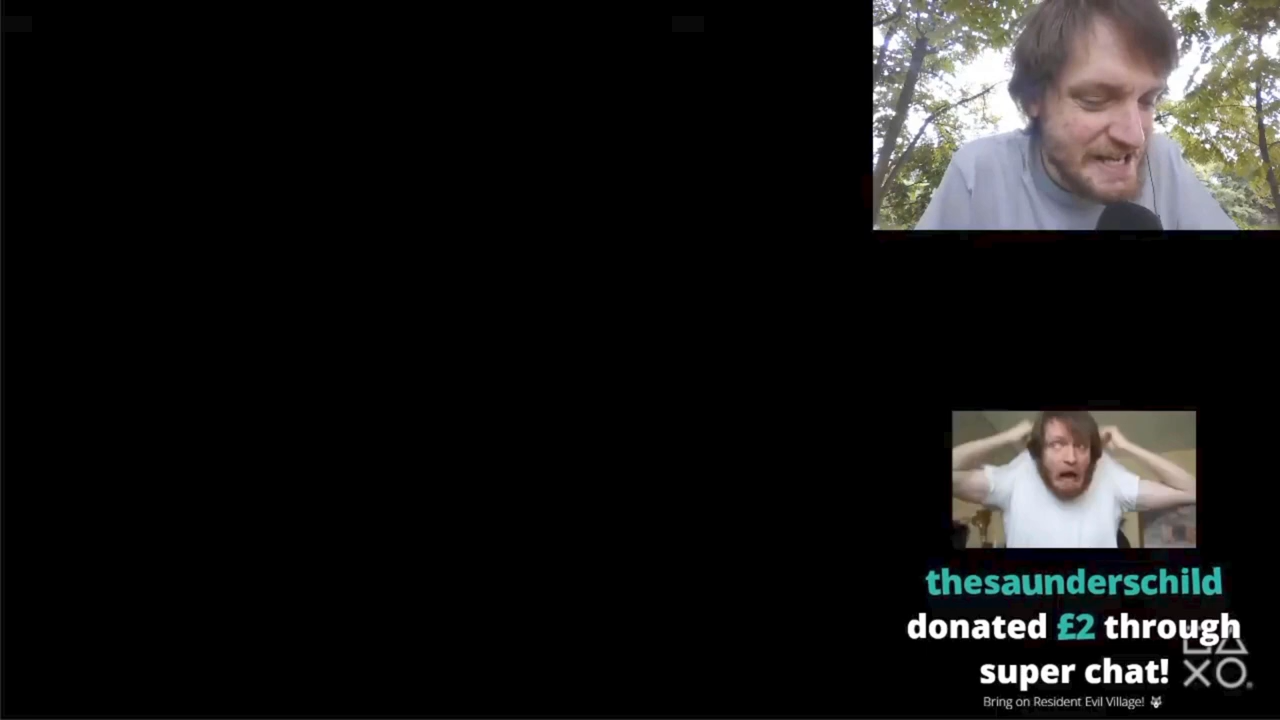 thesaunderschild
donated £2 through
super chat!
Bring on Resident Evil Village!